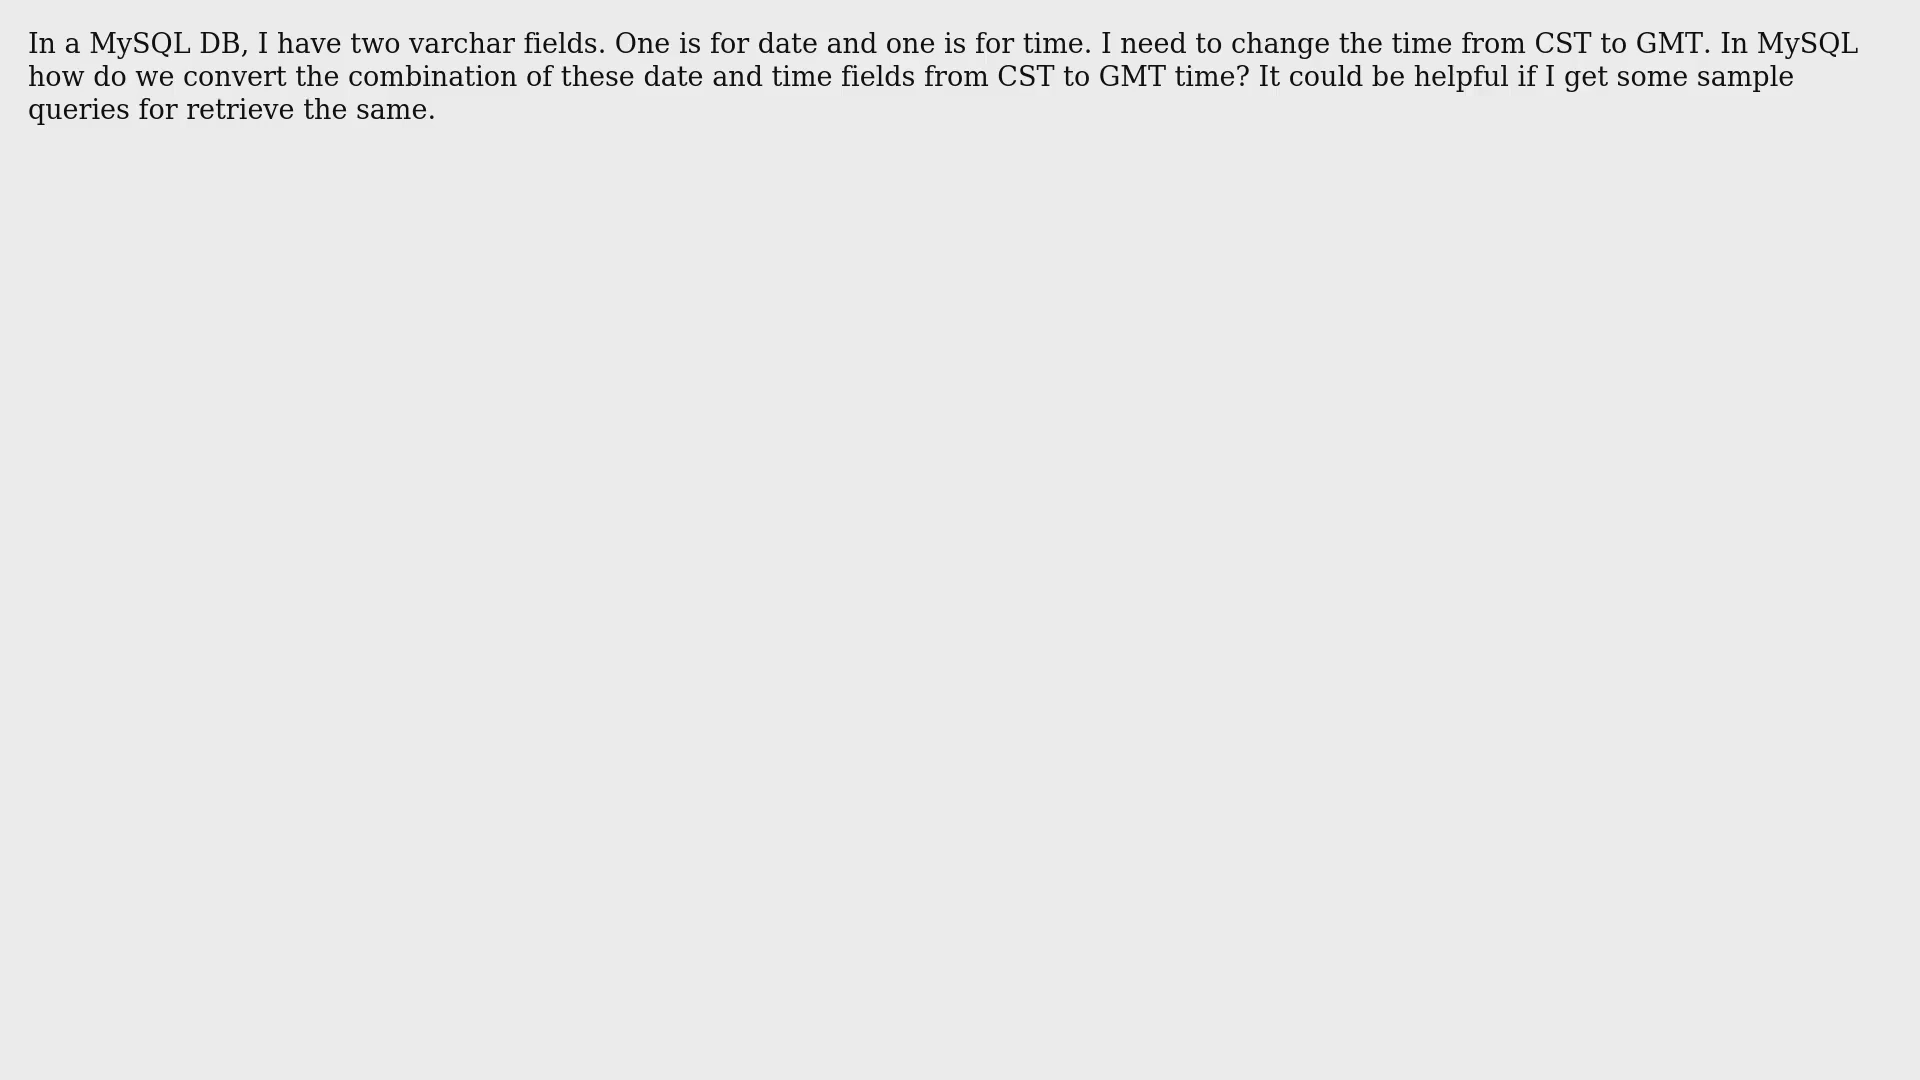 In a MySQL DB, I have two varchar fields. One is for date and one is for time. I need to change the time from CST to GMT. In MySQL
how do we convert the combination of these date and time fields from CST to GMT time? It could be helpful if I get some sample
queries for retrieve the same.